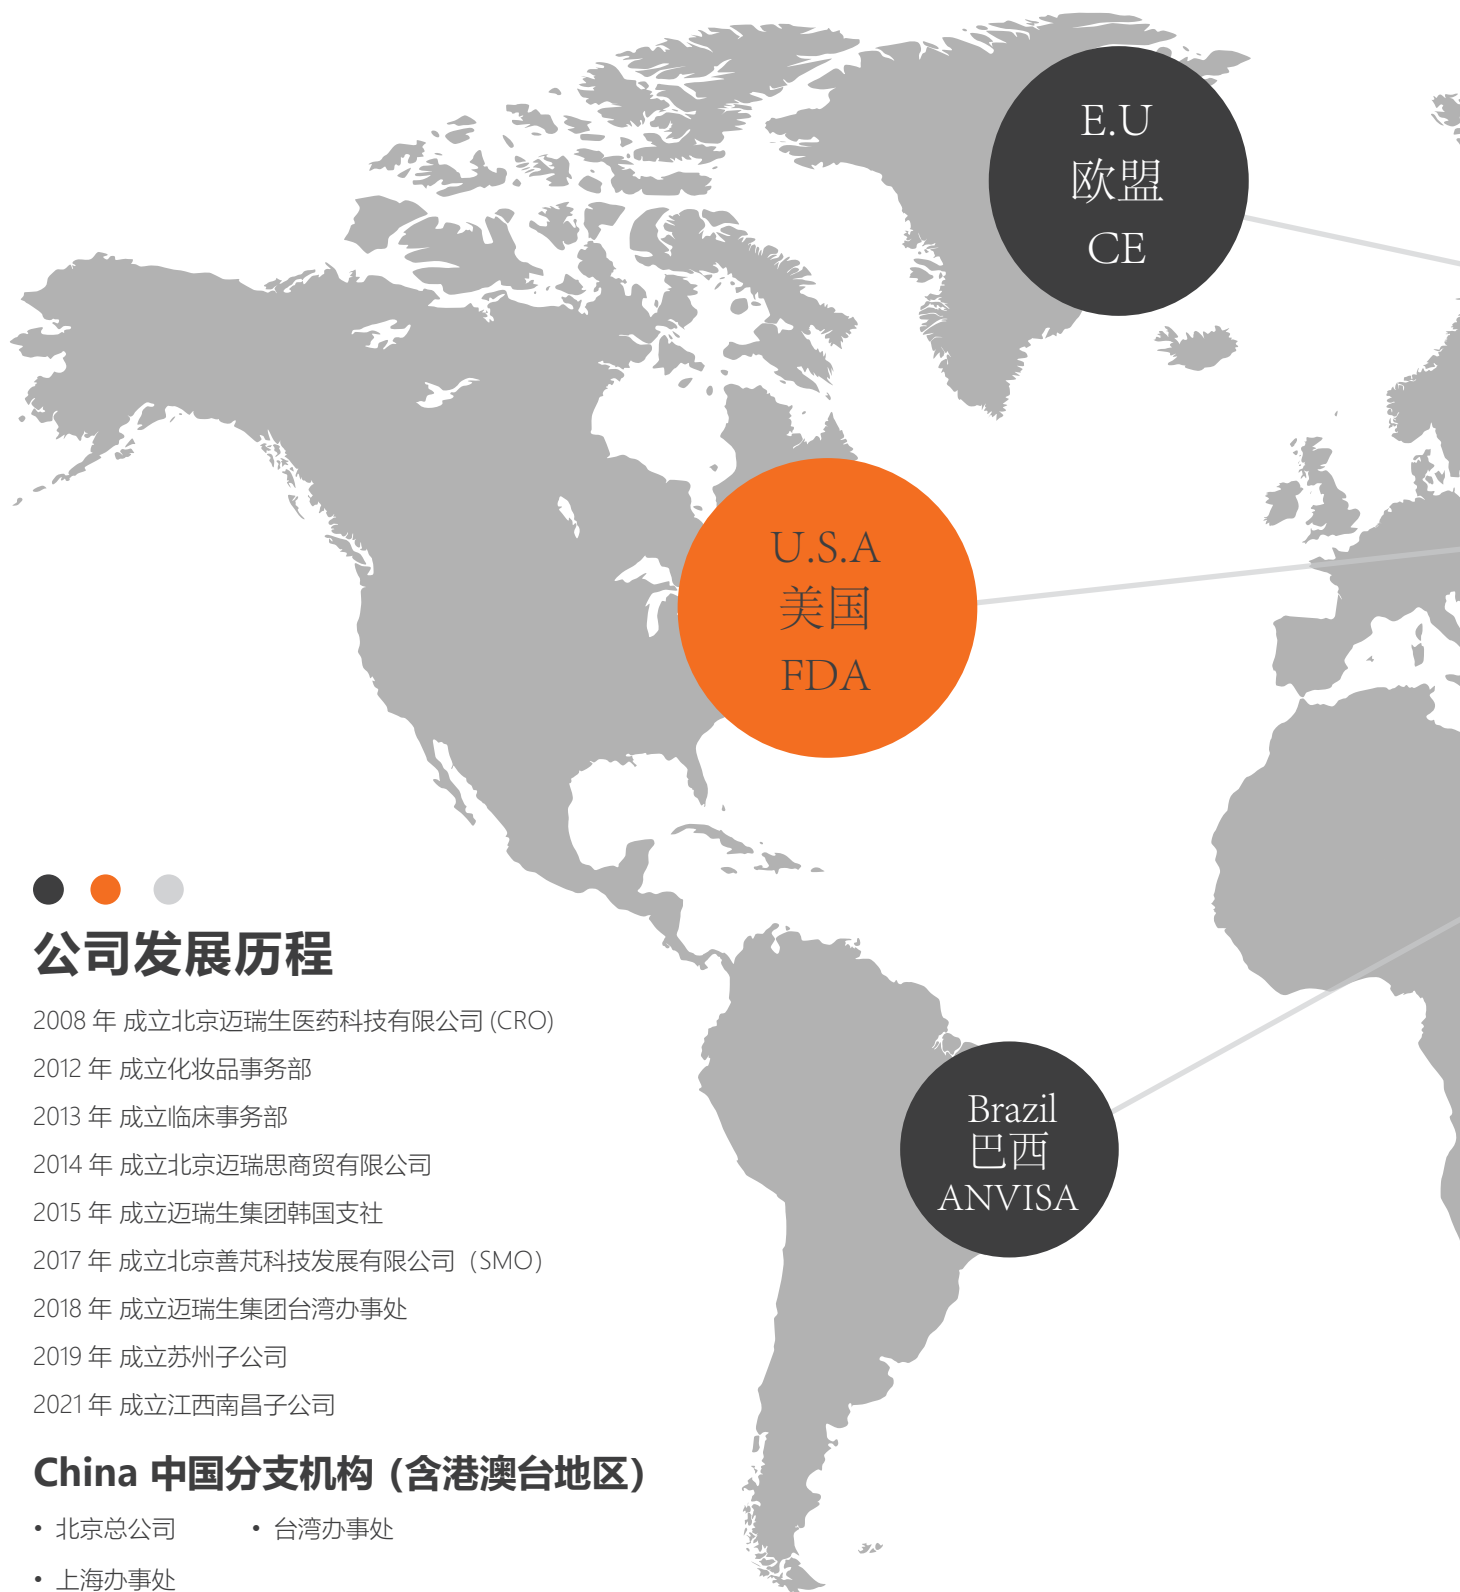 E.U
欧盟
CE
U.S.A
美国
FDA
Brazil
巴西
ANVISA
公司发展历程
2008 年 成立北京迈瑞生医药科技有限公司 (CRO)
2012 年 成立化妆品事务部
2013 年 成立临床事务部
2014 年 成立北京迈瑞思商贸有限公司
2015 年 成立迈瑞生集团韩国支社
2017 年 成立北京善芃科技发展有限公司（SMO）
2018 年 成立迈瑞生集团台湾办事处
2019 年 成立苏州子公司
2021 年 成立江西南昌子公司
China 中国分支机构 (含港澳台地区)
• 北京总公司 • 台湾办事处
• 上海办事处